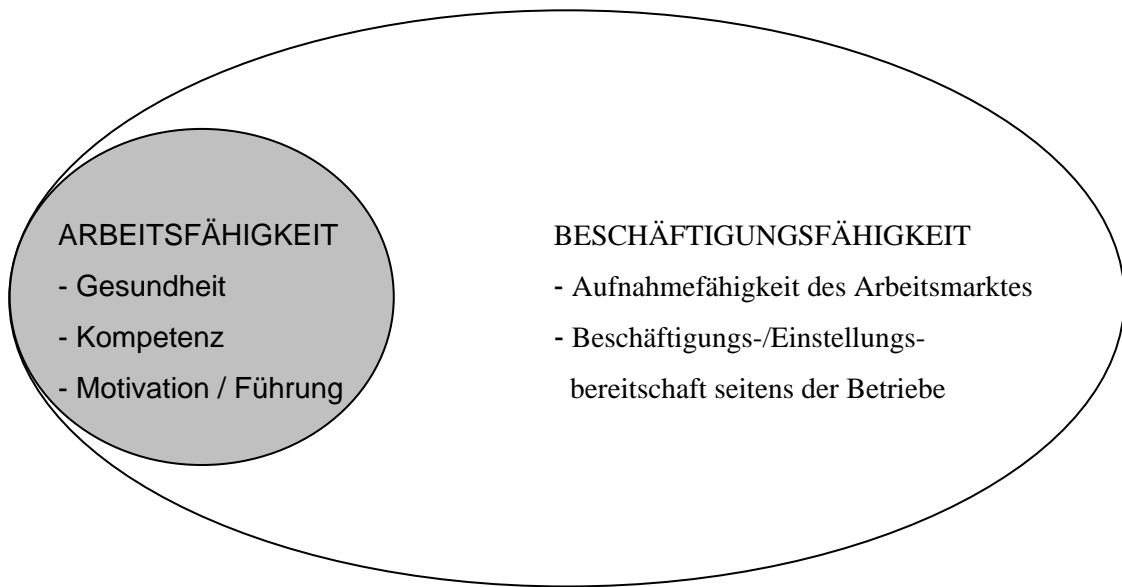 ARBEITSFÄHIGKEIT
- Gesundheit
- Kompetenz
- Motivation / Führung
BESCHÄFTIGUNGSFÄHIGKEIT
- Aufnahmefähigkeit des Arbeitsmarktes
- Beschäftigungs-/Einstellungs-
bereitschaft seitens der Betriebe